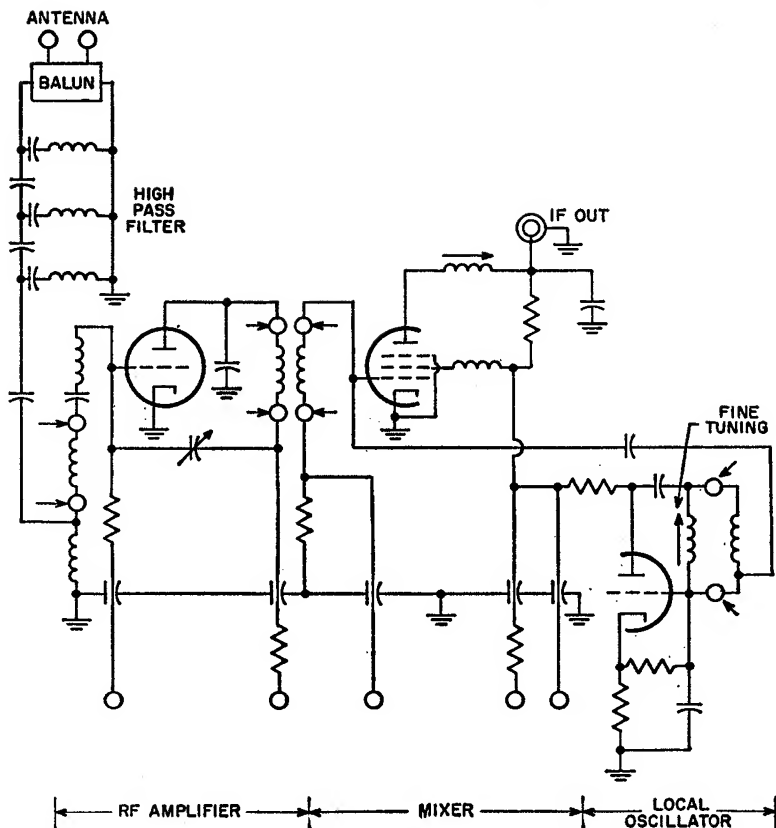 ANTENNA
BALUN
HIGH
PASS
FILTER
IF OUT
FINE
TUNING
RF AMPLIFIER
MIXER
LOCAL
OSCILLATOR